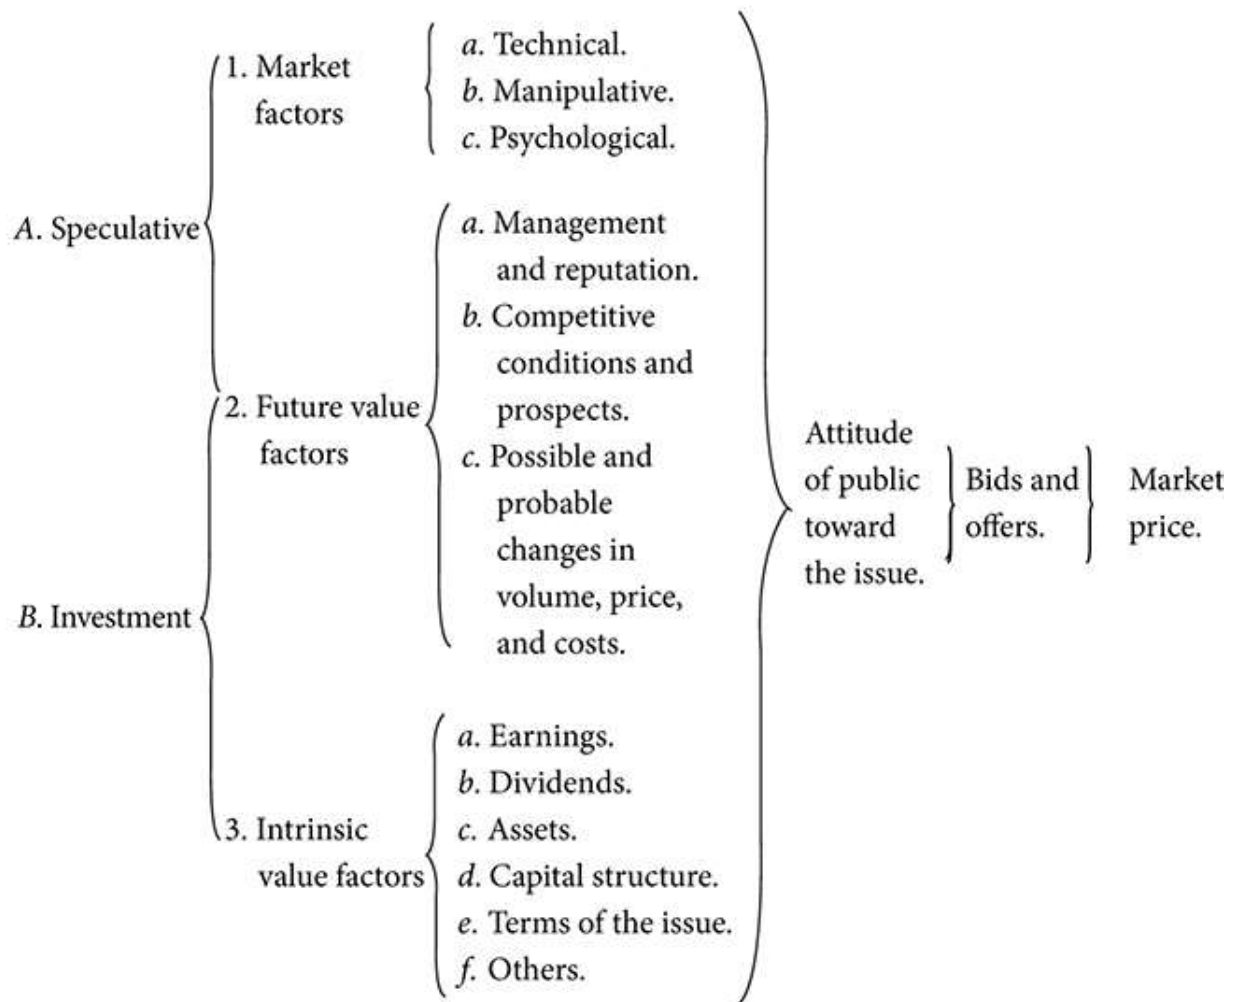 A. Speculative
1. Market
factors
a. Technical.
b. Manipulative.
c. Psychological.
2. Future value
factors
a. Management
and reputation.
b. Competitive
conditions and
prospects.
c. Possible and
probable
changes in
volume, price,
and costs.
B. Investment
3. Intrinsic
value factors
a. Earnings.
b. Dividends.
c. Assets.
d. Capital structure.
e. Terms of the issue.
f. Others.
Attitude
of public
toward
the issue.
Bids and
offers.
Market
price.